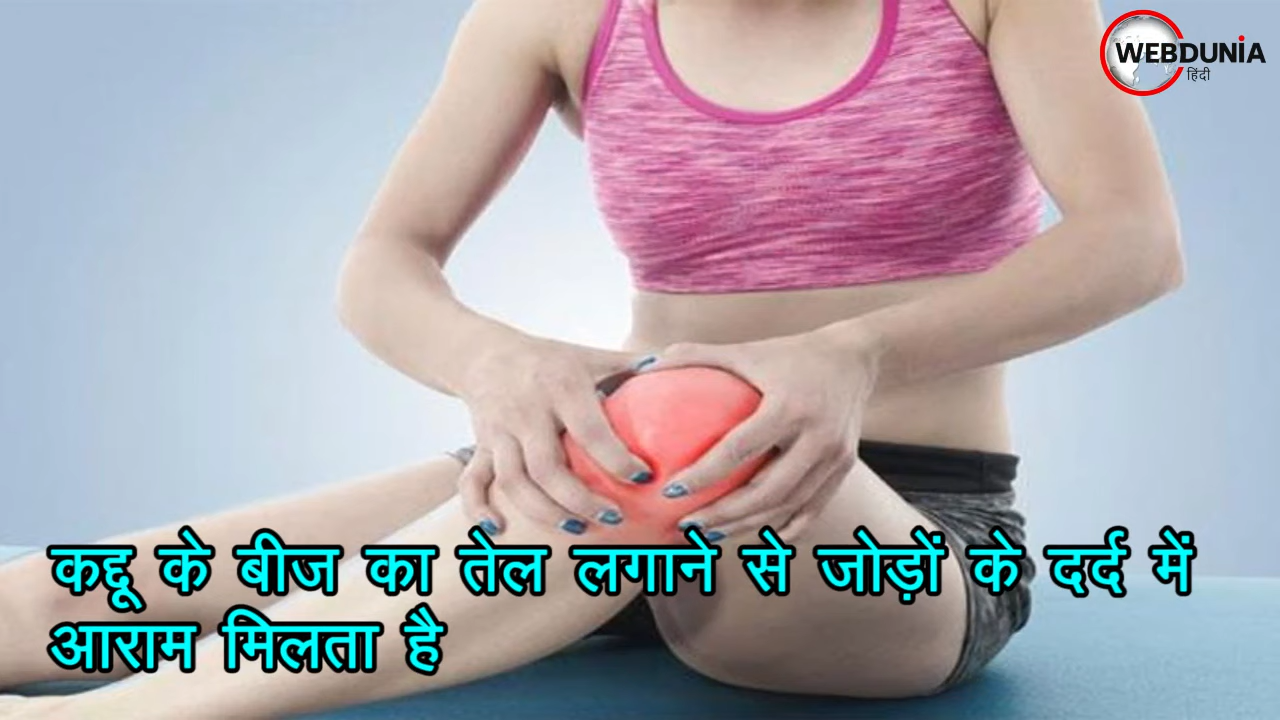 WEBDUNIA
हिंदी
कद्दू के बीज का तेल लगाने से जोड़ों के दर्द में
आराम मिलता है